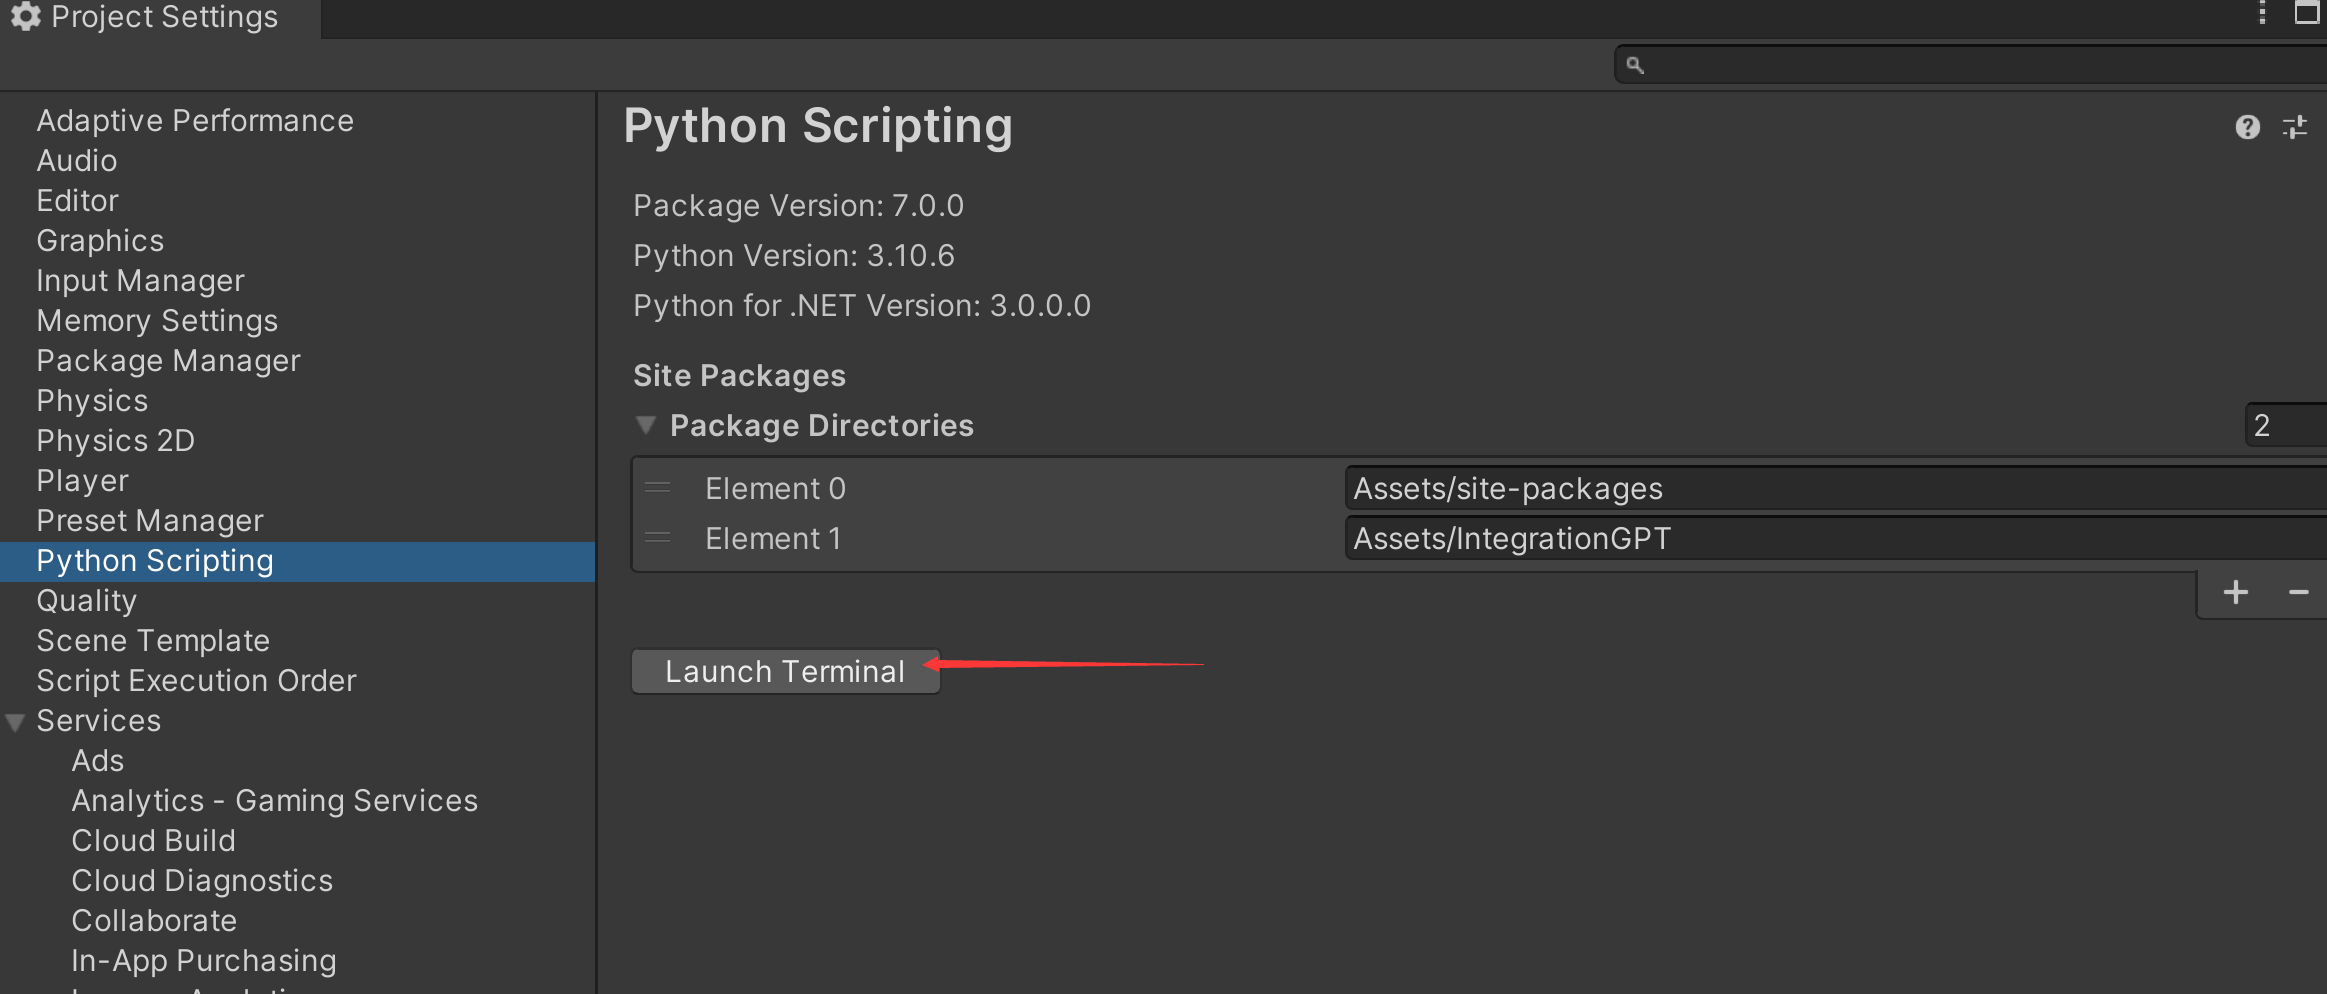 Project Settings
Adaptive Performance
Audio
Editor
Graphics
Input Manager
Memory Settings
Package Manager
Physics
Physics 2D
Player
Preset Manager
Python Scripting
Quality
Scene Template
Script Execution Order
Services
Ads
Analytics - Gaming Services
Cloud Build
Cloud Diagnostics
Collaborate
In-App Purchasing
Python Scripting
Package Version: 7.0.0
Python Version: 3.10.6
Python for .NET Version: 3.0.0.0
Site Packages
Package Directories 2
Element 0 Assets/site-packages
Element 1 Assets/IntegrationGPT
Launch Terminal